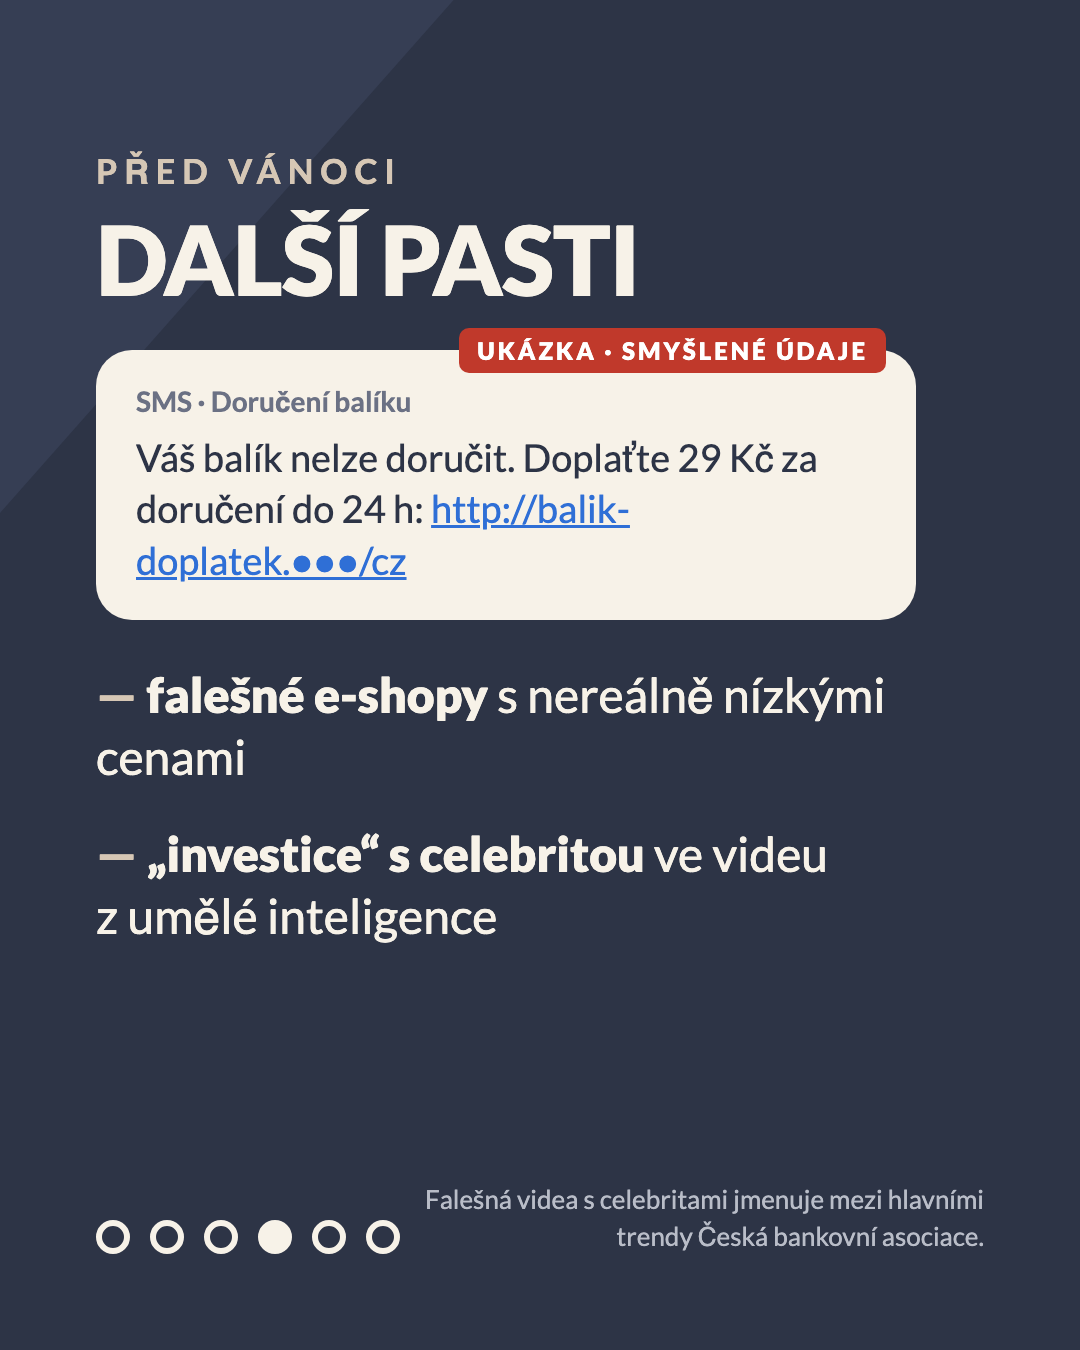 PŘED VÁNOCI
DALŠÍ PASTI
UKÁZKA · SMYŠLENÉ ÚDAJE
SMS · Doručení balíku
Váš balík nelze doručit. Doplaťte 29 Kč za
doručení do 24 h: http://balik-
doplatek.●●●/cz
— falešné e-shopy s nereálně nízkými
cenami
— „investice“ s celebritou ve videu
z umělé inteligence
Falešná videa s celebritami jmenuje mezi hlavními
trendy Česká bankovní asociace.